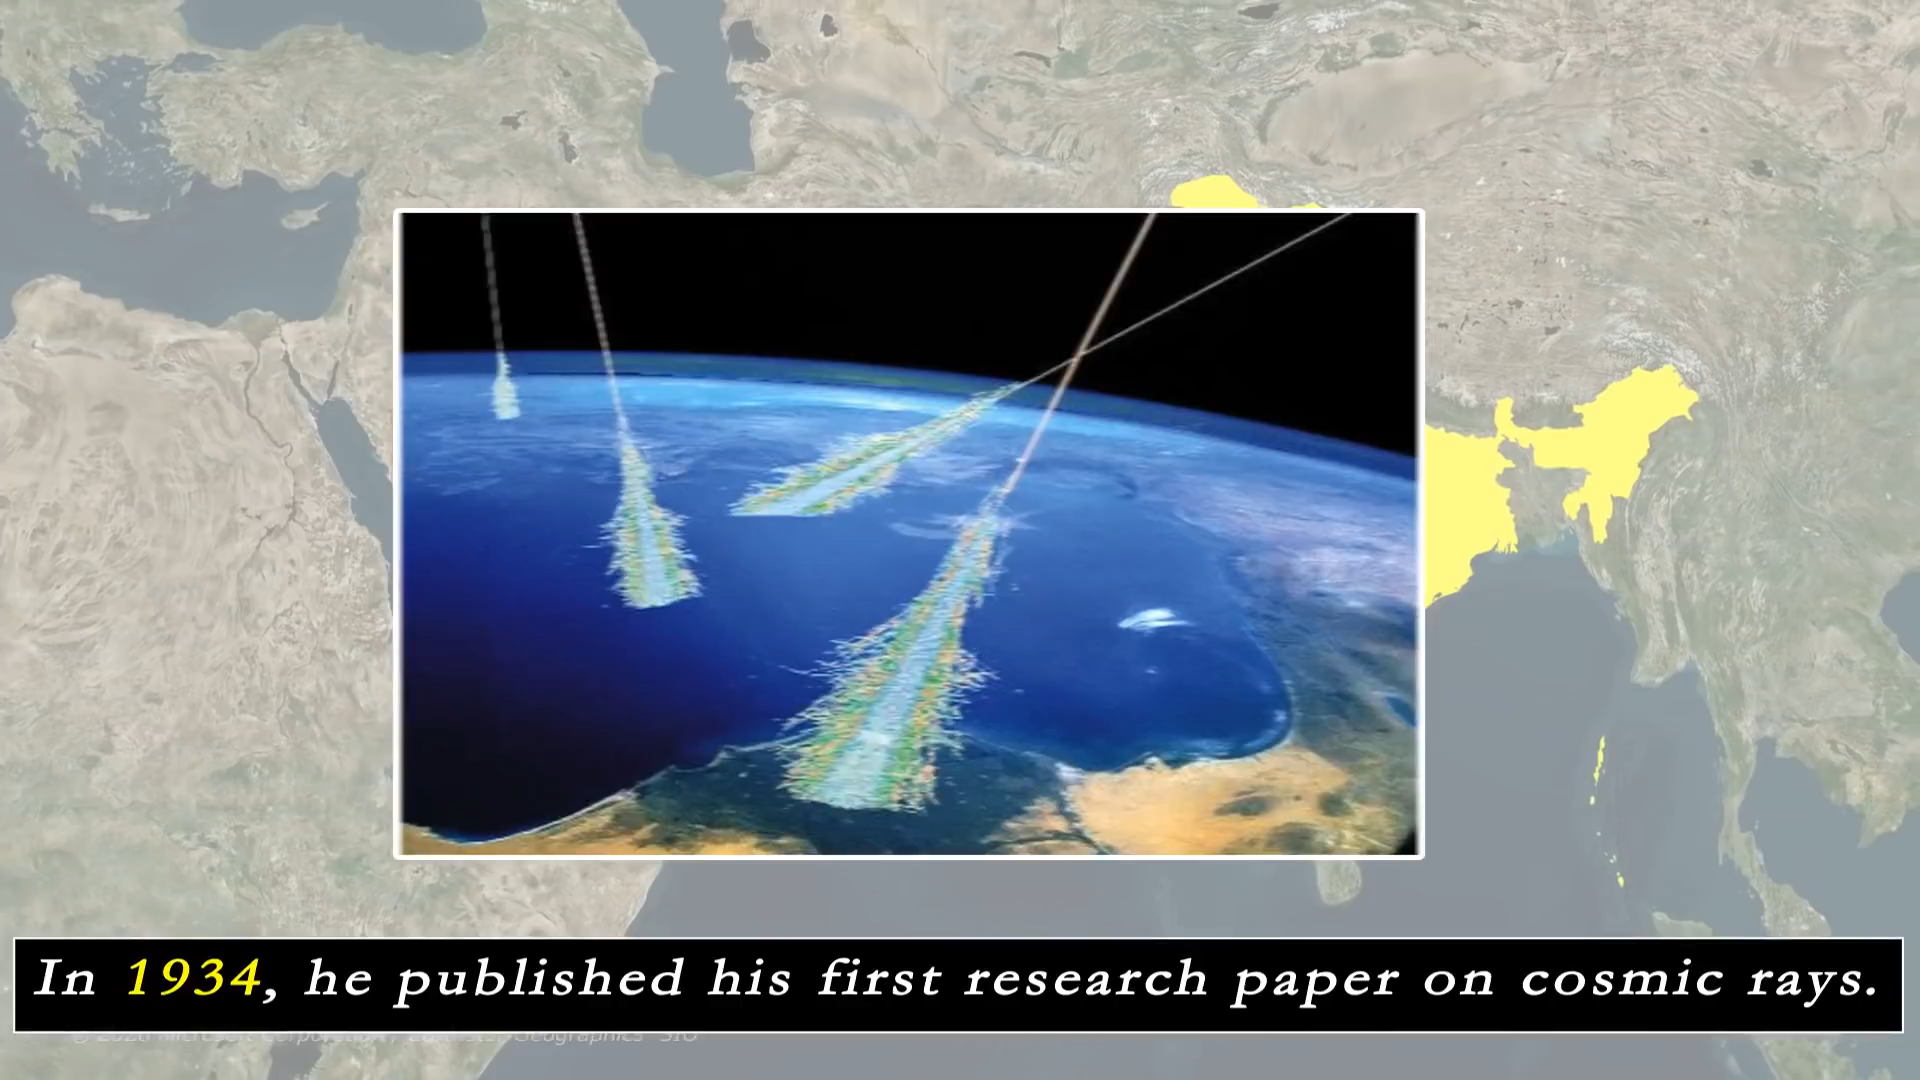 In 1934, he published his first research paper on cosmic rays.